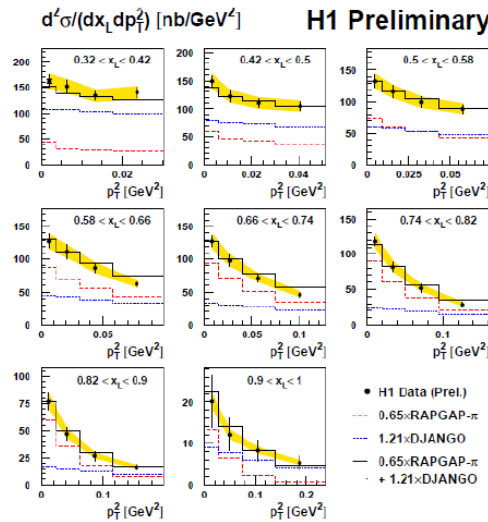 d²σ/(dx_L dp_T²) [nb/GeV²] H1 Preliminary
0.32 < x_L < 0.42
0.42 < x_L < 0.5
0.5 < x_L < 0.58
200
150
100
50
0
0 0.02
200
150
100
50
0
0 0.02 0.04
150
100
50
0
0 0.025 0.05
p_T² [GeV²] p_T² [GeV²] p_T² [GeV²]
0.58 < x_L < 0.66
0.66 < x_L < 0.74
0.74 < x_L < 0.82
150
100
50
0
0 0.05
150
100
50
0
0 0.05 0.1
150
100
50
0
0 0.1
p_T² [GeV²] p_T² [GeV²] p_T² [GeV²]
0.82 < x_L < 0.9
0.9 < x_L < 1
100
75
50
25
0
0 0.1
20
10
0
0 0.1 0.2
p_T² [GeV²] p_T² [GeV²]
H1 Data (Prel.)
0.65×RAPGAP-π
1.21×DJANGO
0.65×RAPGAP-π
+ 1.21×DJANGO